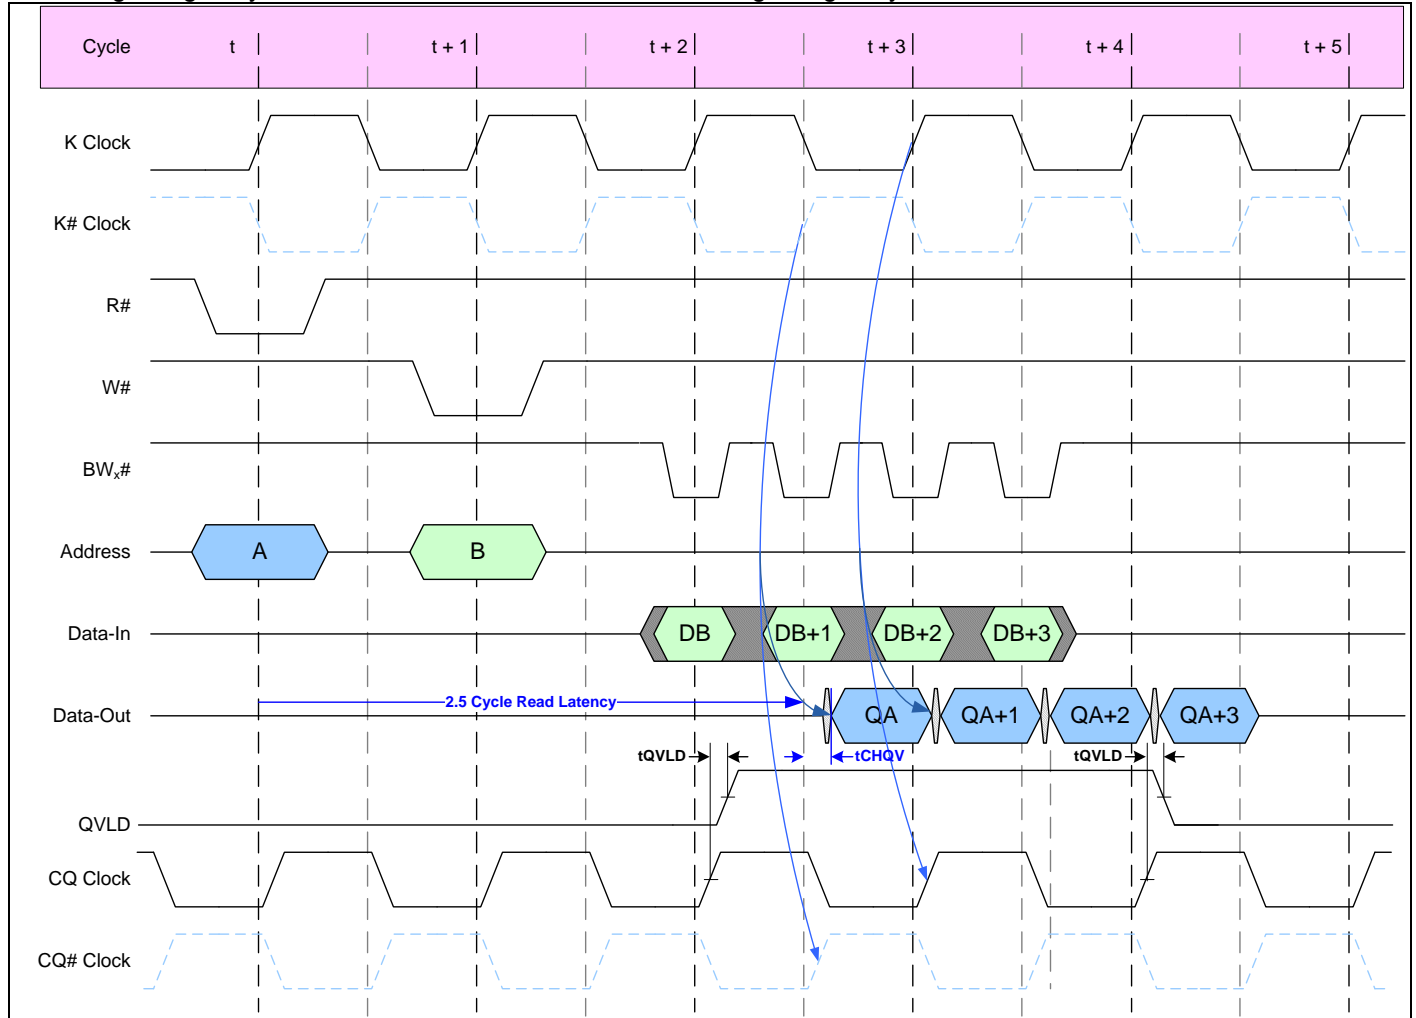 Cycle t t + 1 t + 2 t + 3 t + 4 t + 5
K Clock
K# Clock
R#
W#
BWx#
Address A B
Data-In DB DB+1 DB+2 DB+3
Data-Out 2.5 Cycle Read Latency QA QA+1 QA+2 QA+3
tQVLD tCHQV tQVLD
QVLD
CQ Clock
CQ# Clock